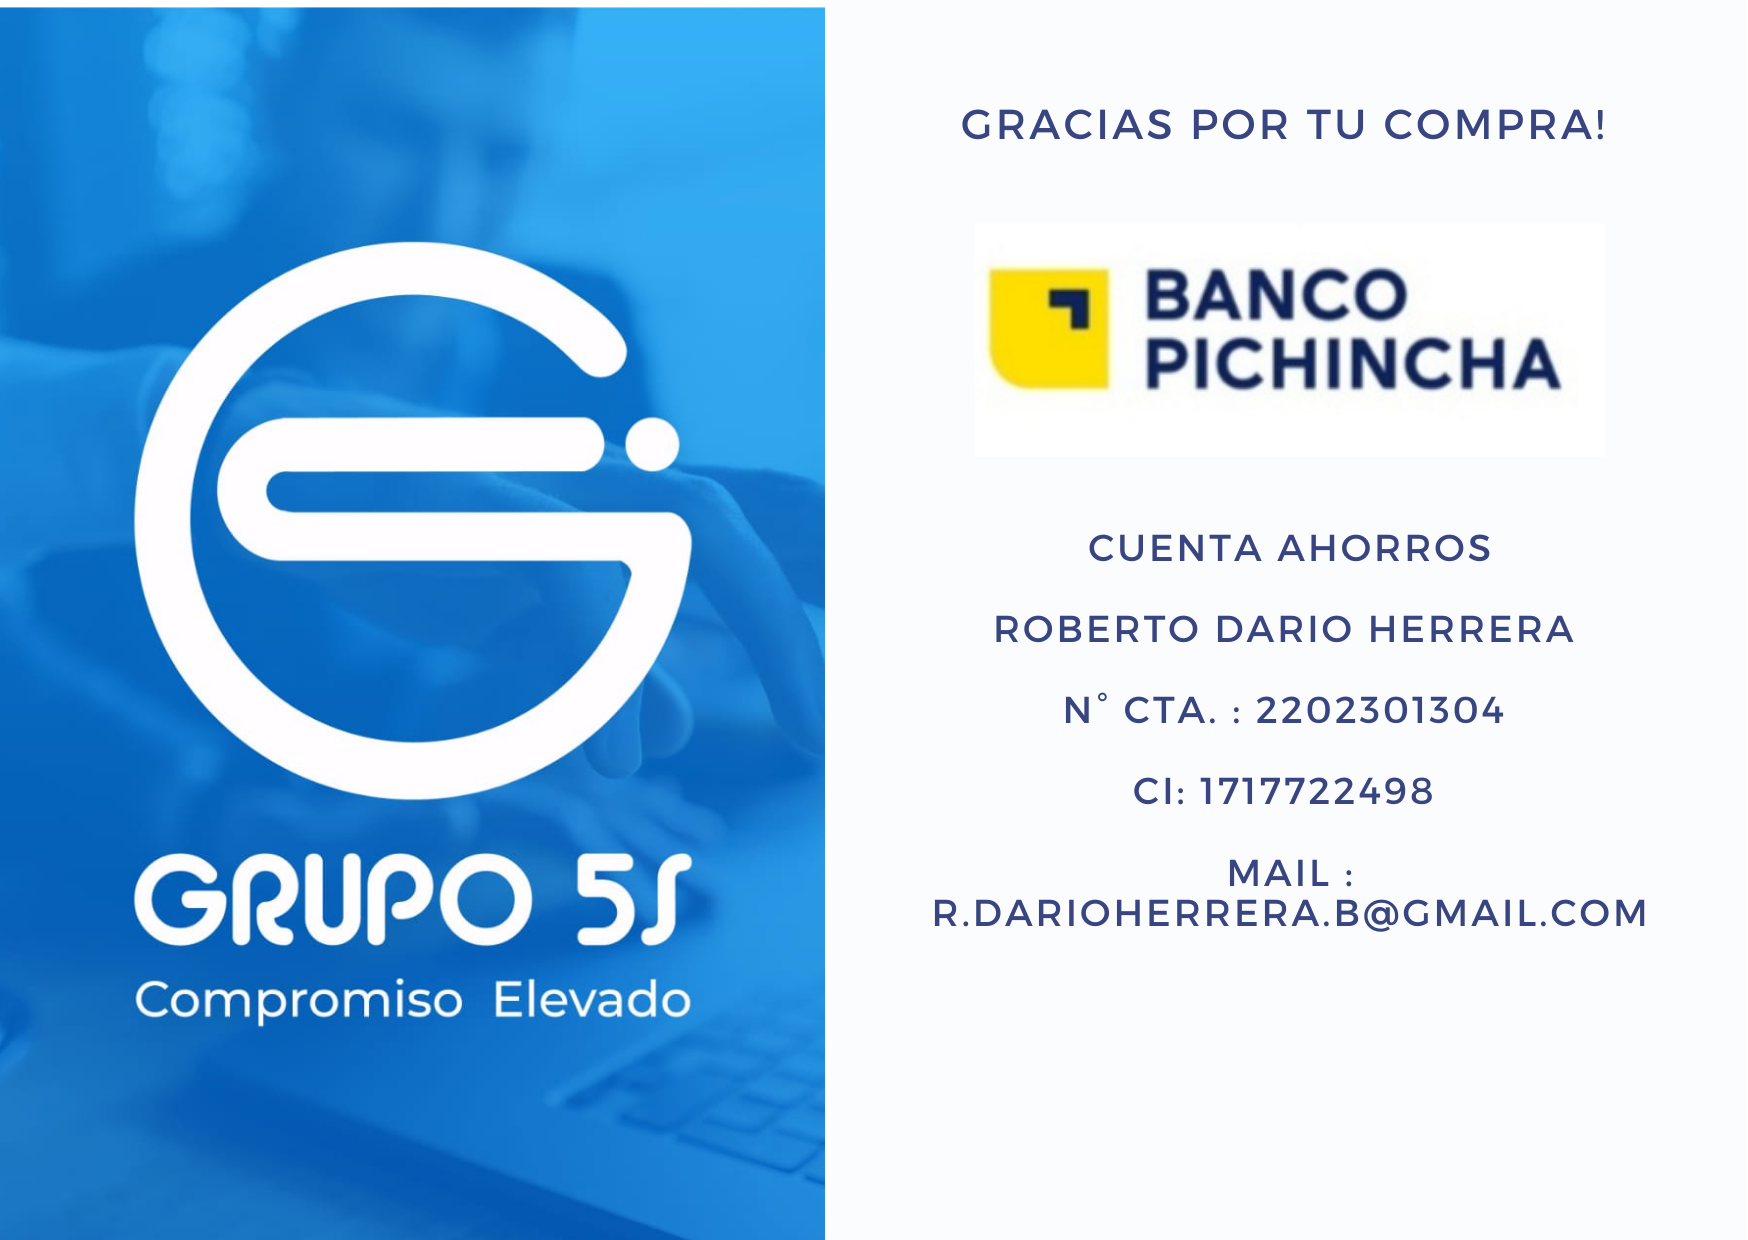 GRUPO 5S
Compromiso Elevado
GRACIAS POR TU COMPRA!
BANCO
PICHINCHA
CUENTA AHORROS
ROBERTO DARIO HERRERA
N° CTA. : 2202301304
CI: 1717722498
MAIL :
R.DARIOHERRERA.B@GMAIL.COM